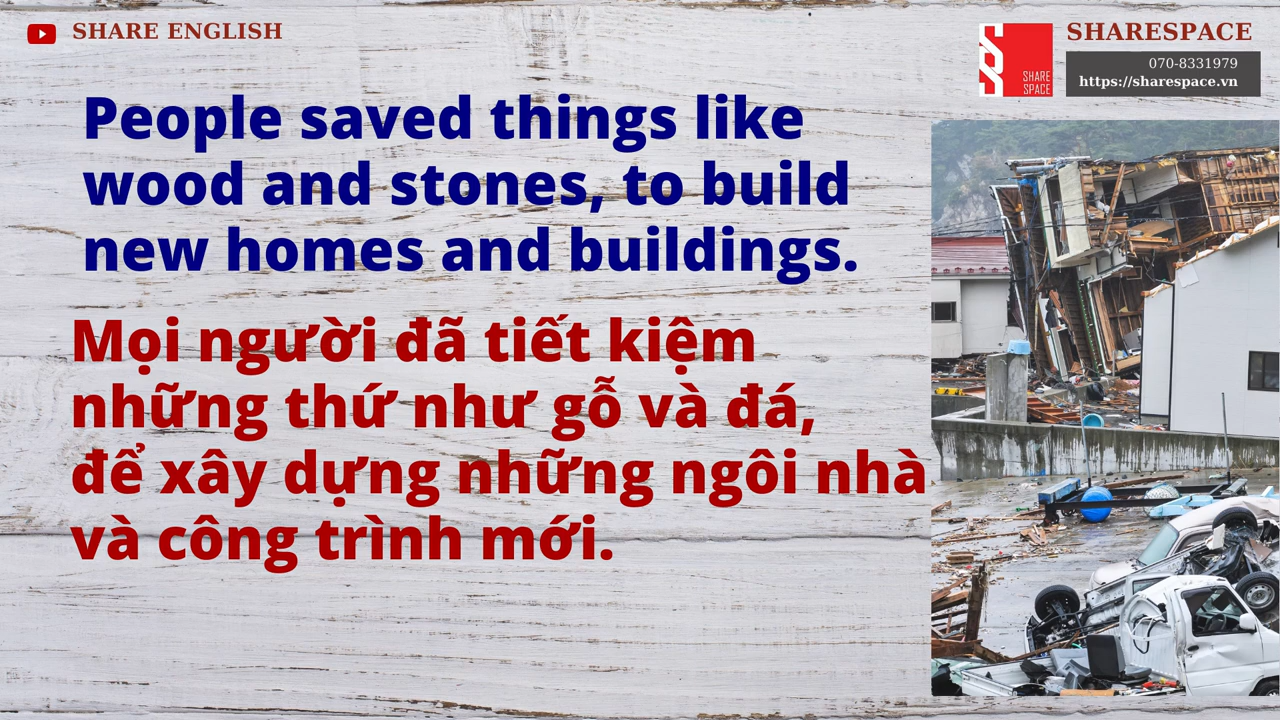 SHARE ENGLISH
SHARESPACE
070-8331979
https://sharespace.vn
SHARE
SPACE
People saved things like
wood and stones, to build
new homes and buildings.
Mọi người đã tiết kiệm
những thứ như gỗ và đá,
để xây dựng những ngôi nhà
và công trình mới.